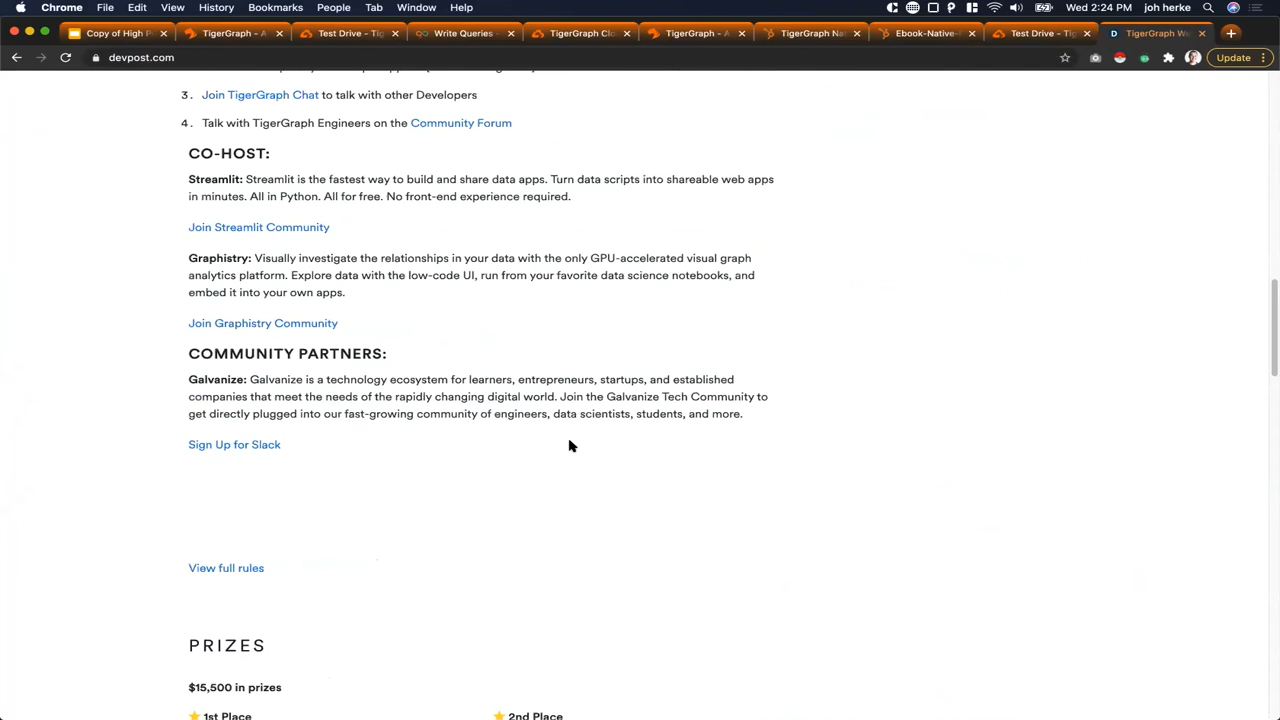 Chrome File Edit View History Bookmarks People Tab Window Help Wed 2:24 PM joh herke
Copy of High P TigerGraph – A Test Drive – Tig Write Queries – TigerGraph Clo TigerGraph – A TigerGraph Na Ebook-Native- Test Drive – Tig TigerGraph We
devpost.com Update
3. Join TigerGraph Chat to talk with other Developers
4. Talk with TigerGraph Engineers on the Community Forum
CO-HOST:
Streamlit: Streamlit is the fastest way to build and share data apps. Turn data scripts into shareable web apps
in minutes. All in Python. All for free. No front-end experience required.
Join Streamlit Community
Graphistry: Visually investigate the relationships in your data with the only GPU-accelerated visual graph
analytics platform. Explore data with the low-code UI, run from your favorite data science notebooks, and
embed it into your own apps.
Join Graphistry Community
COMMUNITY PARTNERS:
Galvanize: Galvanize is a technology ecosystem for learners, entrepreneurs, startups, and established
companies that meet the needs of the rapidly changing digital world. Join the Galvanize Tech Community to
get directly plugged into our fast-growing community of engineers, data scientists, students, and more.
Sign Up for Slack
View full rules
PRIZES
$15,500 in prizes
1st Place 2nd Place